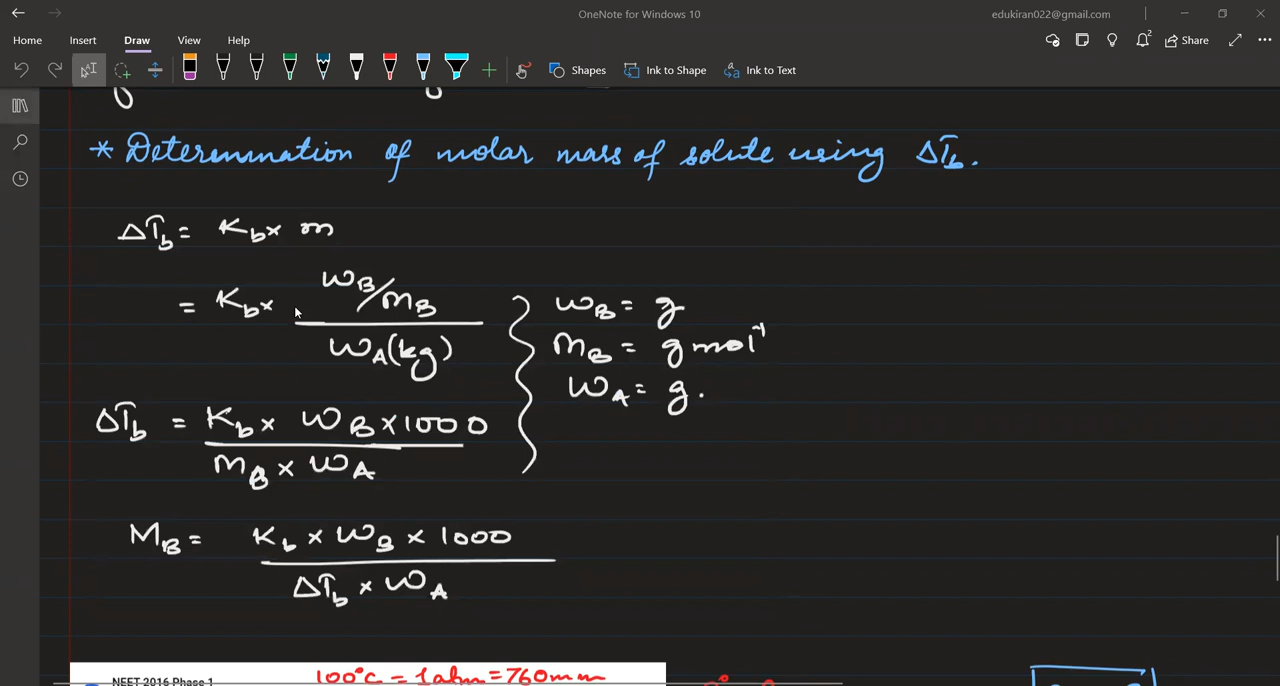 OneNote for Windows 10
edukiran022@gmail.com
Home Insert Draw View Help
Share
Shapes Ink to Shape Ink to Text
* Determination of molar mass of solute using ΔTb.
ΔTb = Kb × m
= Kb × WB/MB
WA(kg)
WB = g
MB = g mol⁻¹
WA = g.
ΔTb = Kb × WB × 1000
MB × WA
MB = Kb × WB × 1000
ΔTb × WA
NEET 2016 Phase 1
100°C = 1 atm = 760mm